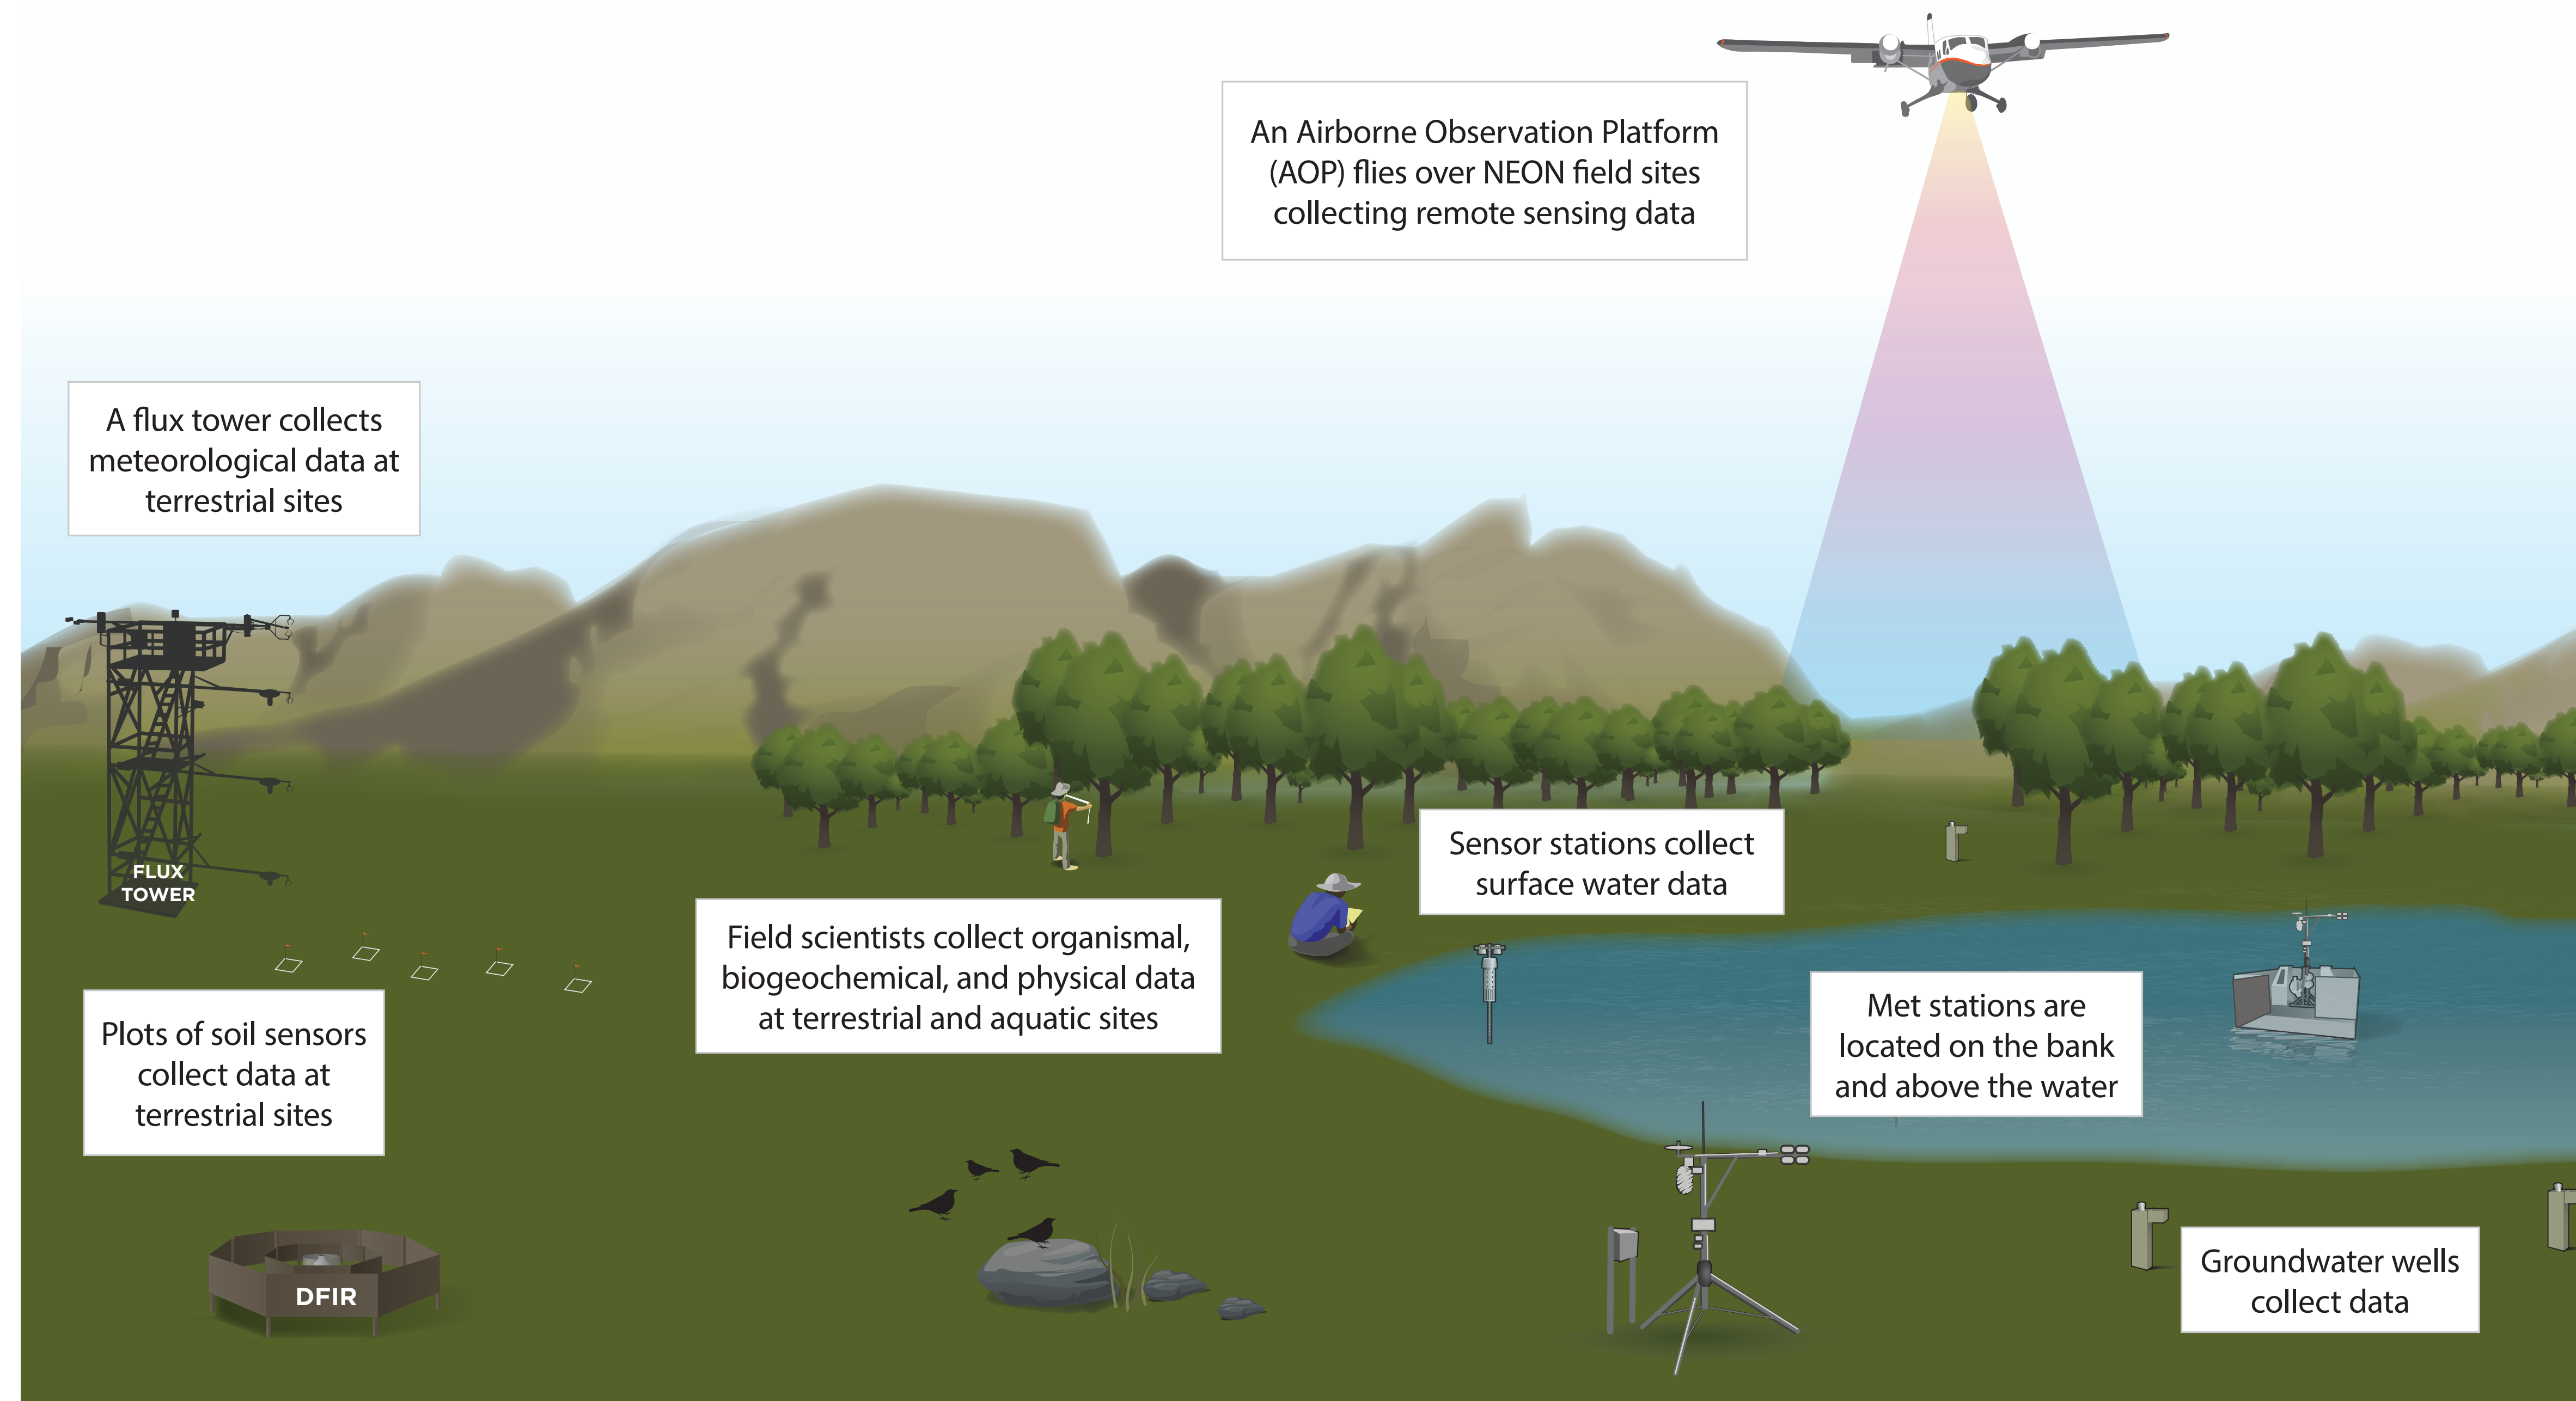 An Airborne Observation Platform
(AOP) flies over NEON field sites
collecting remote sensing data
A flux tower collects
meteorological data at
terrestrial sites
FLUX
TOWER
Sensor stations collect
surface water data
Field scientists collect organismal,
biogeochemical, and physical data
at terrestrial and aquatic sites
Met stations are
located on the bank
and above the water
Plots of soil sensors
collect data at
terrestrial sites
DFIR
Groundwater wells
collect data